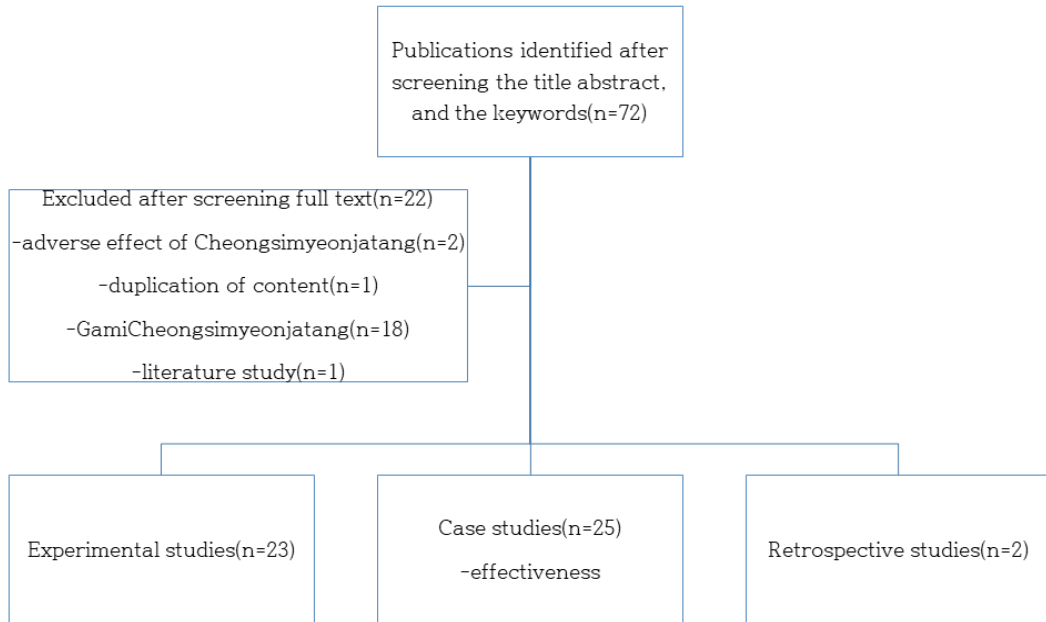 Publications identified after
screening the title abstract,
and the keywords(n=72)
Excluded after screening full text(n=22)
-adverse effect of Cheongsimyeonjatang(n=2)
-duplication of content(n=1)
-GamiCheongsimyeonjatang(n=18)
-literature study(n=1)
Experimental studies(n=23)
Case studies(n=25)
-effectiveness
Retrospective studies(n=2)